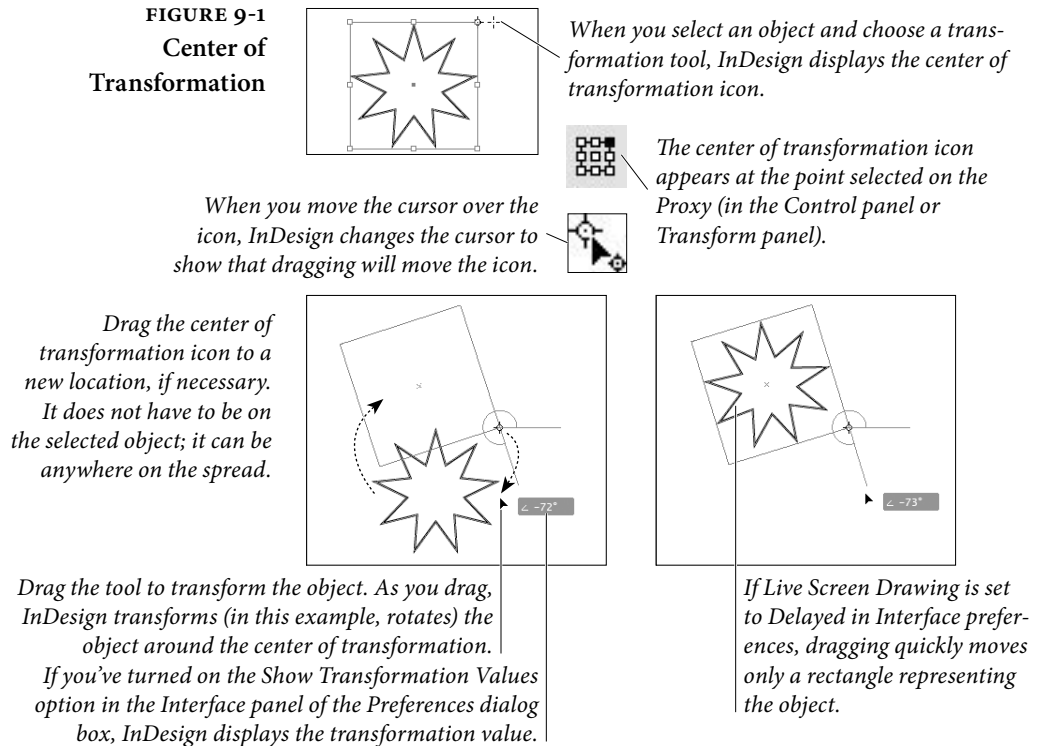 FIGURE 9-1
Center of
Transformation
When you select an object and choose a trans-
formation tool, InDesign displays the center of
transformation icon.
The center of transformation icon
appears at the point selected on the
Proxy (in the Control panel or
Transform panel).
When you move the cursor over the
icon, InDesign changes the cursor to
show that dragging will move the icon.
Drag the center of
transformation icon to a
new location, if necessary.
It does not have to be on
the selected object; it can be
anywhere on the spread.
∠ -72°
∠ -73°
Drag the tool to transform the object. As you drag,
InDesign transforms (in this example, rotates) the
object around the center of transformation.
If you've turned on the Show Transformation Values
option in the Interface panel of the Preferences dialog
box, InDesign displays the transformation value.
If Live Screen Drawing is set
to Delayed in Interface prefer-
ences, dragging quickly moves
only a rectangle representing
the object.